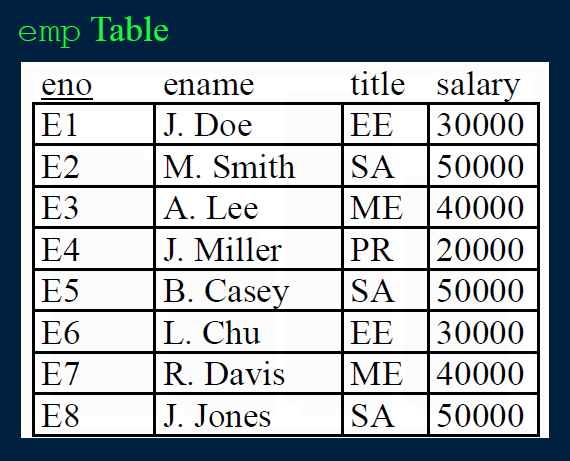 emp Table
eno ename title salary
E1 J. Doe EE 30000
E2 M. Smith SA 50000
E3 A. Lee ME 40000
E4 J. Miller PR 20000
E5 B. Casey SA 50000
E6 L. Chu EE 30000
E7 R. Davis ME 40000
E8 J. Jones SA 50000